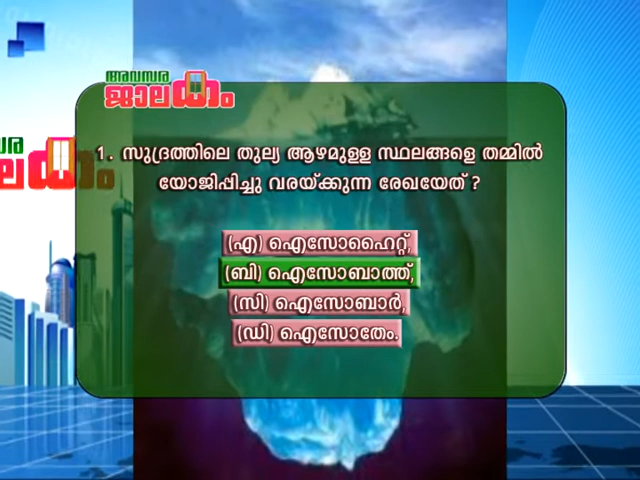 അവസര
ജാലകം
1. സുദ്രത്തിലെ തുല്യ ആഴമുള്ള സ്ഥലങ്ങളെ തമ്മിൽ
യോജിപ്പിച്ചു വരയ്ക്കുന്ന രേഖയേത് ?
(എ) ഐസോഹൈറ്റ്,
(ബി) ഐസോബാത്ത്,
(സി) ഐസോബാർ,
(ഡി) ഐസോതേം.